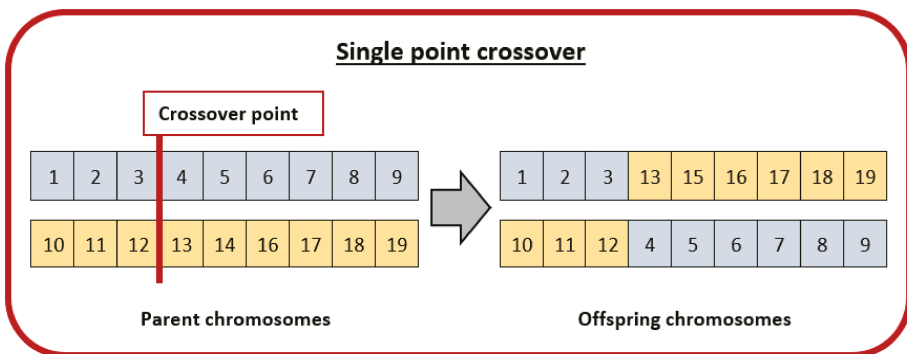 Single point crossover
Crossover point
1 2 3 4 5 6 7 8 9
1 2 3 13 15 16 17 18 19
10 11 12 13 14 16 17 18 19
10 11 12 4 5 6 7 8 9
Parent chromosomes
Offspring chromosomes